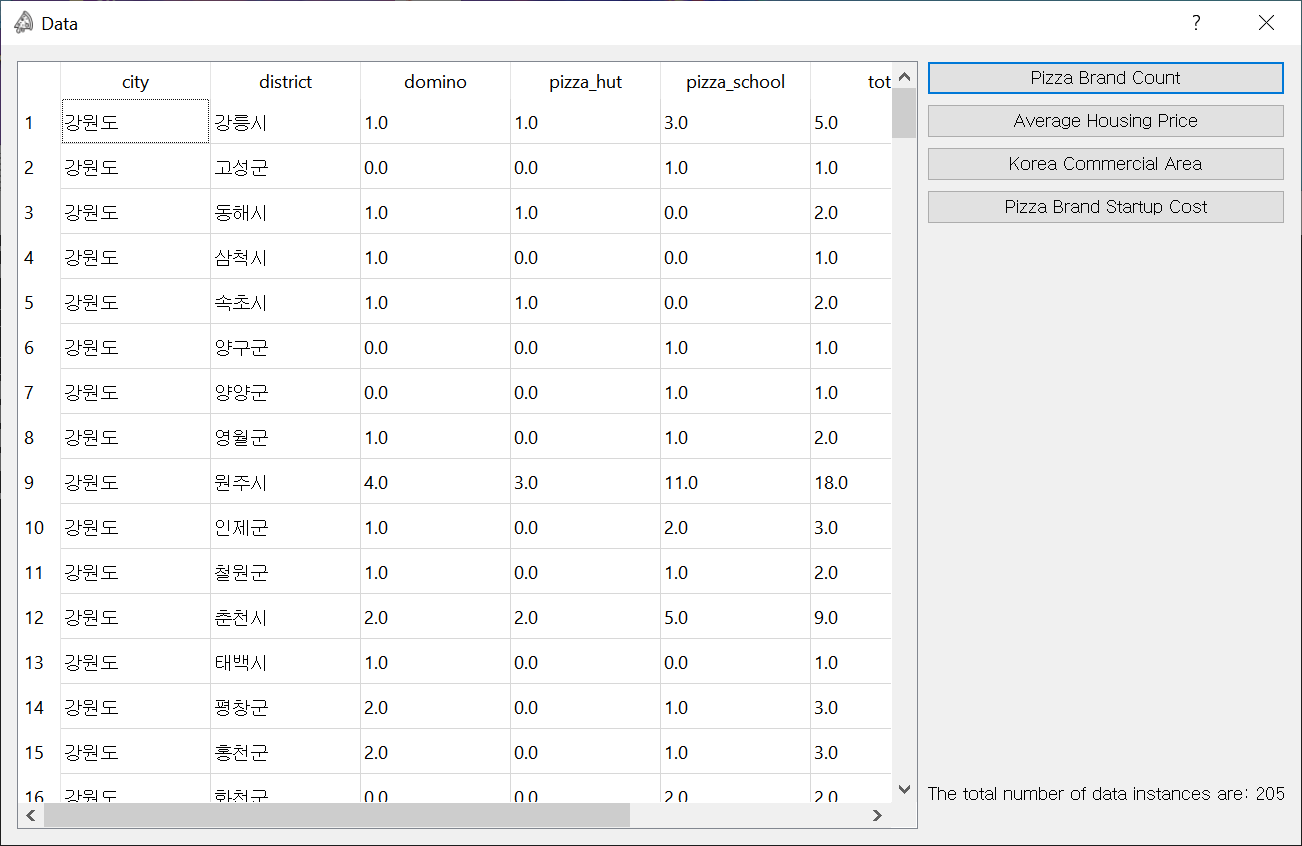 Data
?
city district domino pizza_hut pizza_school tot
1 강원도 강릉시 1.0 1.0 3.0 5.0
2 강원도 고성군 0.0 0.0 1.0 1.0
3 강원도 동해시 1.0 1.0 0.0 2.0
4 강원도 삼척시 1.0 0.0 0.0 1.0
5 강원도 속초시 1.0 1.0 0.0 2.0
6 강원도 양구군 0.0 0.0 1.0 1.0
7 강원도 양양군 0.0 0.0 1.0 1.0
8 강원도 영월군 1.0 0.0 1.0 2.0
9 강원도 원주시 4.0 3.0 11.0 18.0
10 강원도 인제군 1.0 0.0 2.0 3.0
11 강원도 철원군 1.0 0.0 1.0 2.0
12 강원도 춘천시 2.0 2.0 5.0 9.0
13 강원도 태백시 1.0 0.0 0.0 1.0
14 강원도 평창군 2.0 0.0 1.0 3.0
15 강원도 홍천군 2.0 0.0 1.0 3.0
16 강원도 화천군 0.0 0.0 2.0 2.0
Pizza Brand Count
Average Housing Price
Korea Commercial Area
Pizza Brand Startup Cost
The total number of data instances are: 205